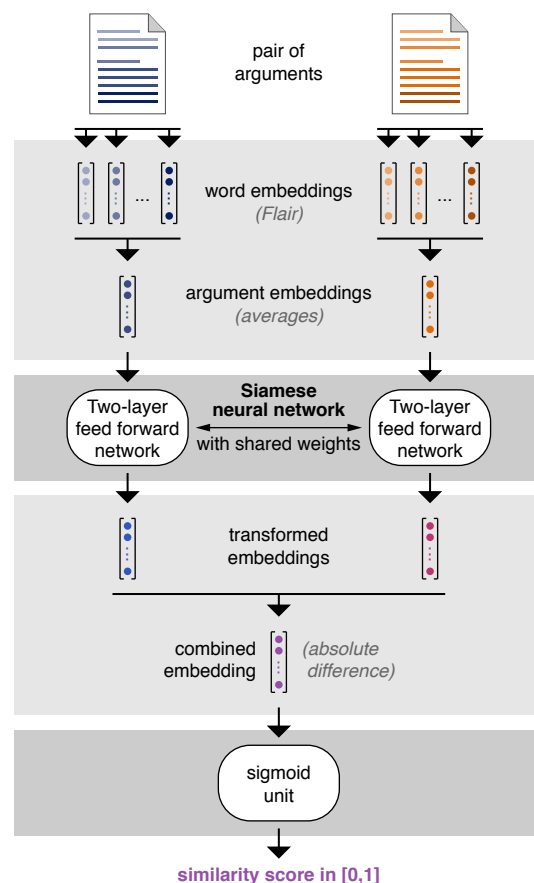 pair of
arguments
... ...
word embeddings
(Flair)
argument embeddings
(averages)
Two-layer
feed forward
network
Siamese
neural network
with shared weights
Two-layer
feed forward
network
transformed
embeddings
combined
embedding
(absolute
difference)
sigmoid
unit
similarity score in [0,1]